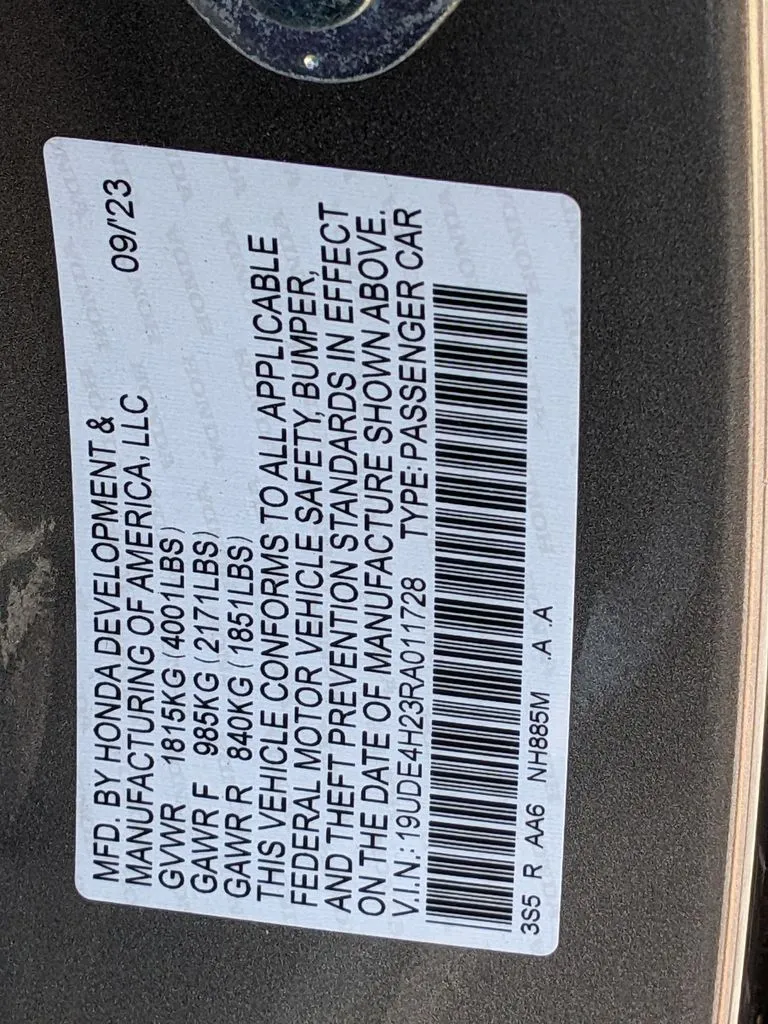 MFD. BY HONDA DEVELOPMENT &
MANUFACTURING OF AMERICA, LLC 09/'23
GVWR 1815KG (4001LBS)
GAWR F 985KG (2171LBS)
GAWR R 840KG (1851LBS)
THIS VEHICLE CONFORMS TO ALL APPLICABLE
FEDERAL MOTOR VEHICLE SAFETY, BUMPER,
AND THEFT PREVENTION STANDARDS IN EFFECT
ON THE DATE OF MANUFACTURE SHOWN ABOVE.
V.I.N.: 19UDE4H23RA011728 TYPE:PASSENGER CAR
3S5 R AA6 NH885M .A .A